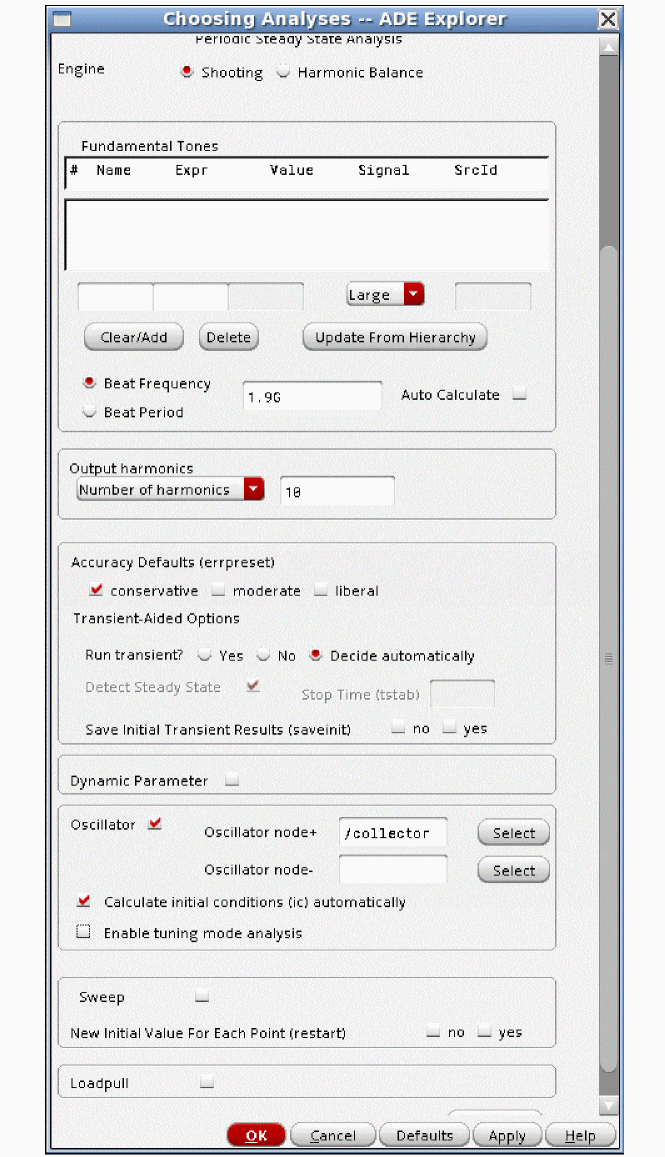 Choosing Analyses -- ADE Explorer
Periodic Steady State Analysis
Engine Shooting Harmonic Balance
Fundamental Tones
# Name Expr Value Signal SrcId
Large
Clear/Add Delete Update From Hierarchy
Beat Frequency
1.9G Auto Calculate
Beat Period
Output harmonics
Number of harmonics 10
Accuracy Defaults (errpreset)
conservative moderate liberal
Transient-Aided Options
Run transient? Yes No Decide automatically
Detect Steady State Stop Time (tstab)
Save Initial Transient Results (saveinit) no yes
Dynamic Parameter
Oscillator Oscillator node+ /collector Select
Oscillator node- Select
Calculate initial conditions (ic) automatically
Enable tuning mode analysis
Sweep
New Initial Value For Each Point (restart) no yes
Loadpull
OK Cancel Defaults Apply Help